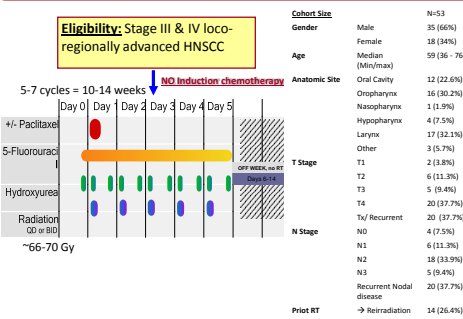 Eligibility: Stage III & IV loco-
regionally advanced HNSCC
NO Induction chemotherapy
5-7 cycles = 10-14 weeks
Day 0 Day 1 Day 2 Day 3 Day 4 Day 5
+/- Paclitaxel
5-Fluorouraci
l
OFF WEEK, no RT
Days 6-14
Hydroxyurea
Radiation
QD or BID
~66-70 Gy
Cohort Size N=53
Gender Male 35 (66%)
Female 18 (34%)
Age Median 59 (36 - 76
(Min/max)
Anatomic Site Oral Cavity 12 (22.6%)
Oropharynx 16 (30.2%)
Nasopharynx 1 (1.9%)
Hypopharynx 4 (7.5%)
Larynx 17 (32.1%)
Other 3 (5.7%)
T Stage T1 2 (3.8%)
T2 6 (11.3%)
T3 5 (9.4%)
T4 20 (37.7%)
Tx/ Recurrent 20 (37.7%
N Stage N0 4 (7.5%)
N1 6 (11.3%)
N2 18 (33.9%)
N3 5 (9.4%)
Recurrent Nodal 20 (37.7%)
disease
Priot RT → Reirradiation 14 (26.4%)